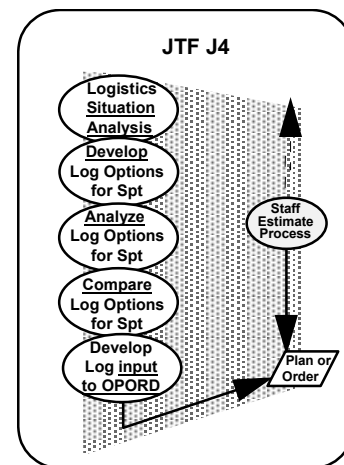 JTF J4
Logistics
Situation
Analysis
Develop
Log Options
for Spt
Analyze
Log Options
for Spt
Compare
Log Options
for Spt
Develop
Log input
to OPORD
Staff
Estimate
Process
Plan or
Order